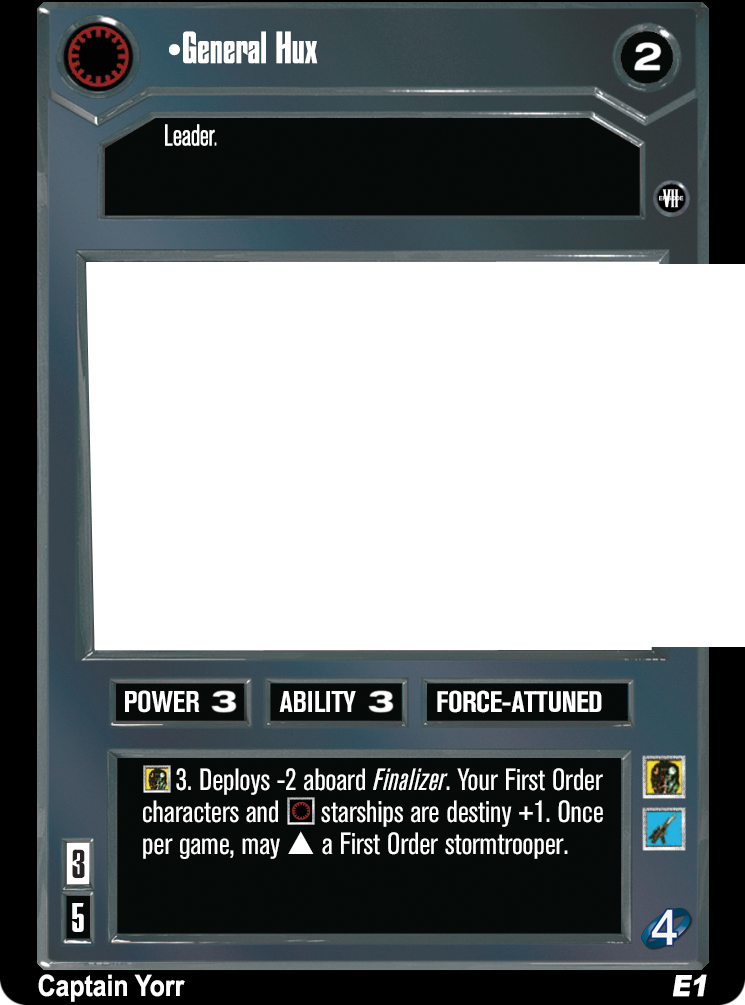 •General Hux
2
Leader.
EPISODE VII
POWER 3
ABILITY 3
FORCE-ATTUNED
3. Deploys -2 aboard Finalizer. Your First Order
characters and starships are destiny +1. Once
per game, may ▲ a First Order stormtrooper.
3
5
4
Captain Yorr
E1